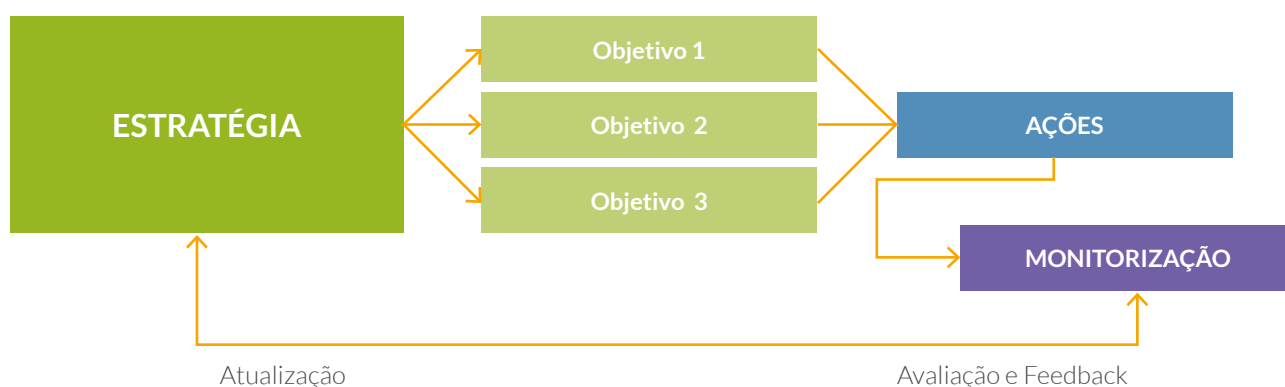 Objetivo 1
ESTRATÉGIA
Objetivo 2
AÇÕES
Objetivo 3
MONITORIZAÇÃO
Atualização
Avaliação e Feedback